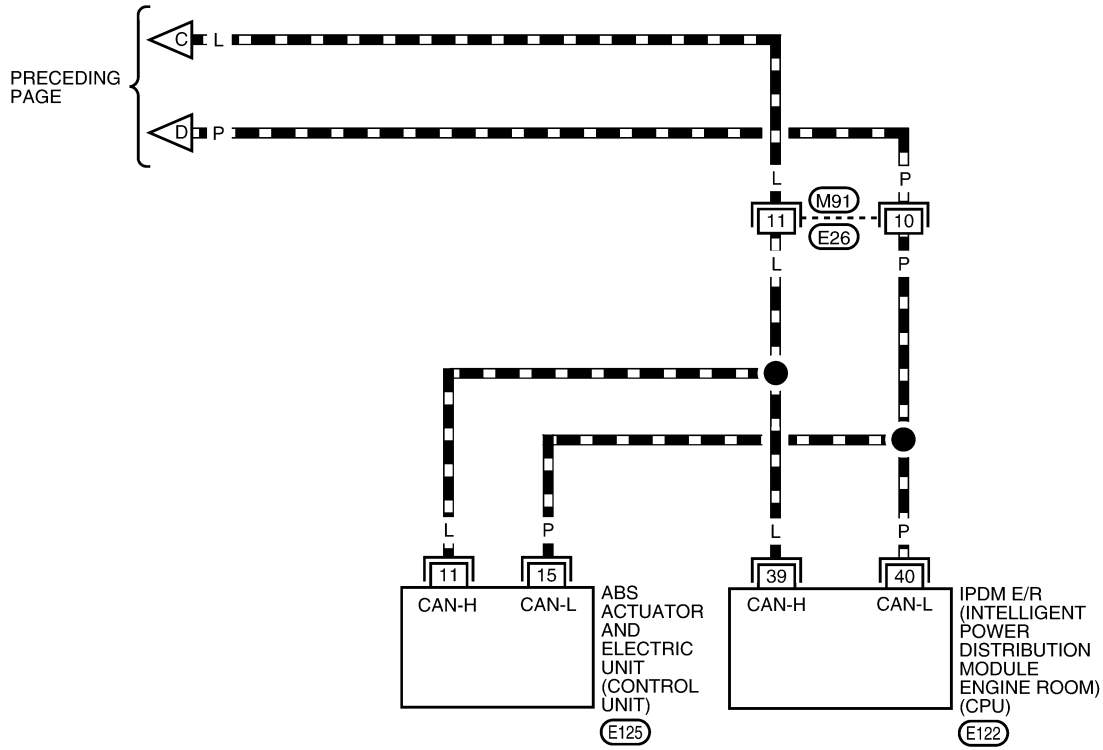 C L
PRECEDING
PAGE
D P
L P
M91
11 10
E26
L P
L P L P
11 15 39 40
CAN-H CAN-L CAN-H CAN-L
ABS
ACTUATOR
AND
ELECTRIC
UNIT
(CONTROL
UNIT)
E125
IPDM E/R
(INTELLIGENT
POWER
DISTRIBUTION
MODULE
ENGINE ROOM)
(CPU)
E122